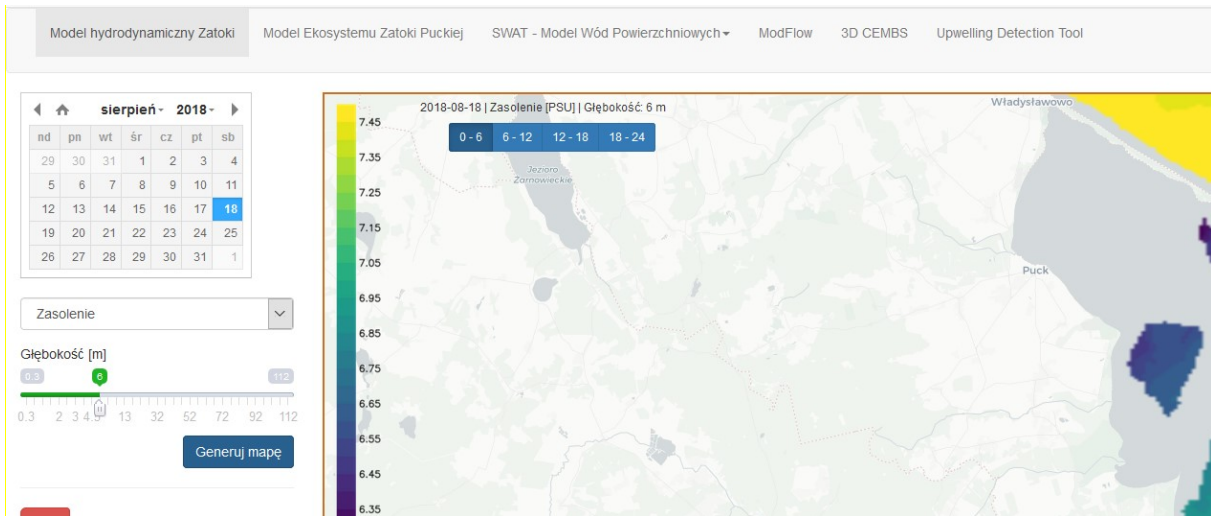 Model hydrodynamiczny Zatoki Model Ekosystemu Zatoki Puckiej SWAT - Model Wód Powierzchniowych ModFlow 3D CEMBS Upwelling Detection Tool
sierpień 2018
nd pn wt śr cz pt sb
29 30 31 1 2 3 4
5 6 7 8 9 10 11
12 13 14 15 16 17 18
19 20 21 22 23 24 25
26 27 28 29 30 31 1
Zasolenie
Głębokość [m]
0.3 6 112
0.3 2 3 4.5 13 32 52 72 92 112
Generuj mapę
2018-08-18 | Zasolenie [PSU] | Głębokość: 6 m
0 - 6 6 - 12 12 - 18 18 - 24
7.45
7.35
7.25
7.15
7.05
6.95
6.85
6.75
6.65
6.55
6.45
6.35
Władysławowo
Jezioro
Żarnowieckie
Puck